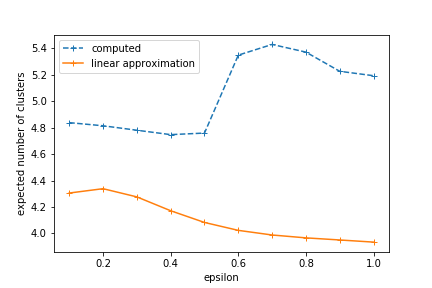 computed
linear approximation
5.4
5.2
5.0
4.8
4.6
4.4
4.2
4.0
expected number of clusters
0.2 0.4 0.6 0.8 1.0
epsilon